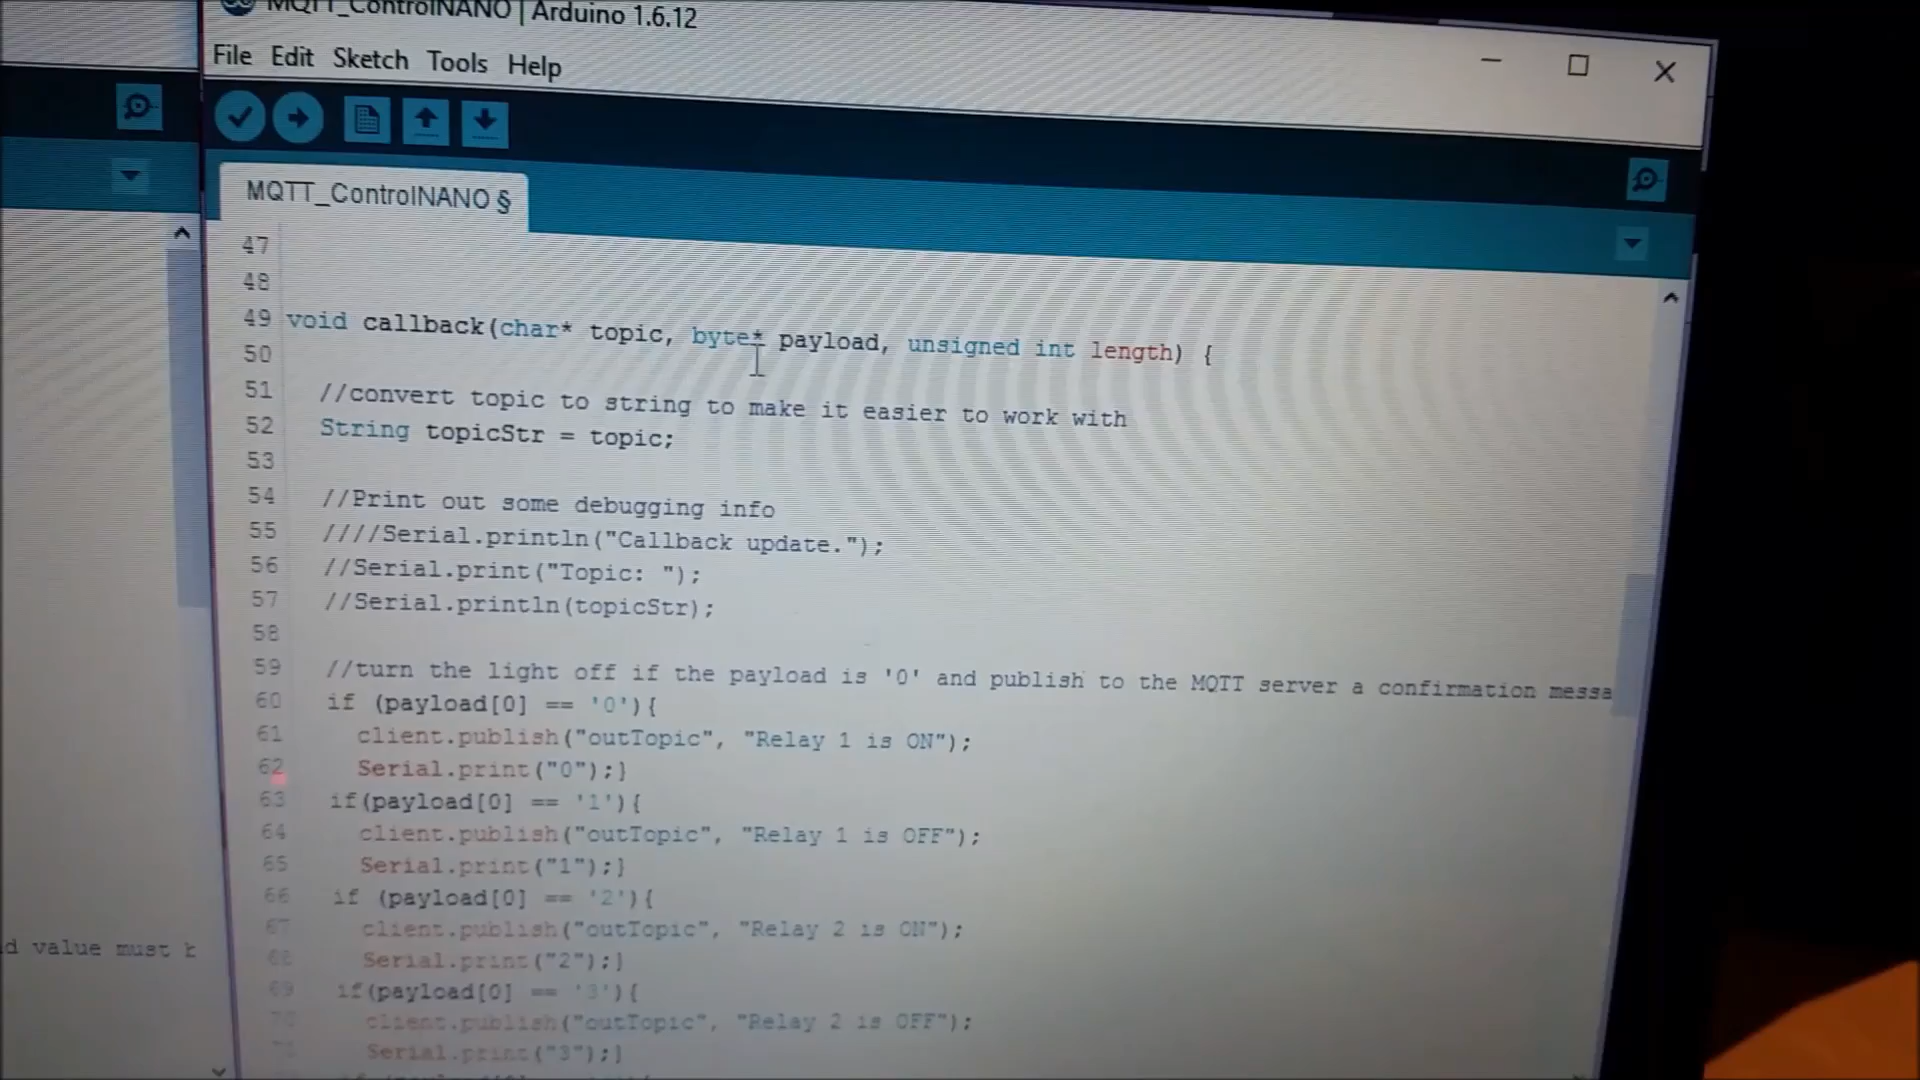 MQTT_ControlNANO | Arduino 1.6.12
File Edit Sketch Tools Help
MQTT_ControlNANO §
47
48
49 void callback(char* topic, byte* payload, unsigned int length) {
50
51 //convert topic to string to make it easier to work with
52 String topicStr = topic;
53
54 //Print out some debugging info
55 ////Serial.println("Callback update.");
56 //Serial.print("Topic: ");
57 //Serial.println(topicStr);
58
59 //turn the light off if the payload is '0' and publish to the MQTT server a confirmation messa
60 if (payload[0] == '0'){
61 client.publish("outTopic", "Relay 1 is ON");
62 Serial.print("0");}
63 if(payload[0] == '1'){
64 client.publish("outTopic", "Relay 1 is OFF");
65 Serial.print("1");}
66 if (payload[0] == '2'){
67 client.publish("outTopic", "Relay 2 is ON");
68 Serial.print("2");}
69 if(payload[0] == '3'){
70 client.publish("outTopic", "Relay 2 is OFF");
71 Serial.print("3");}
d value must b